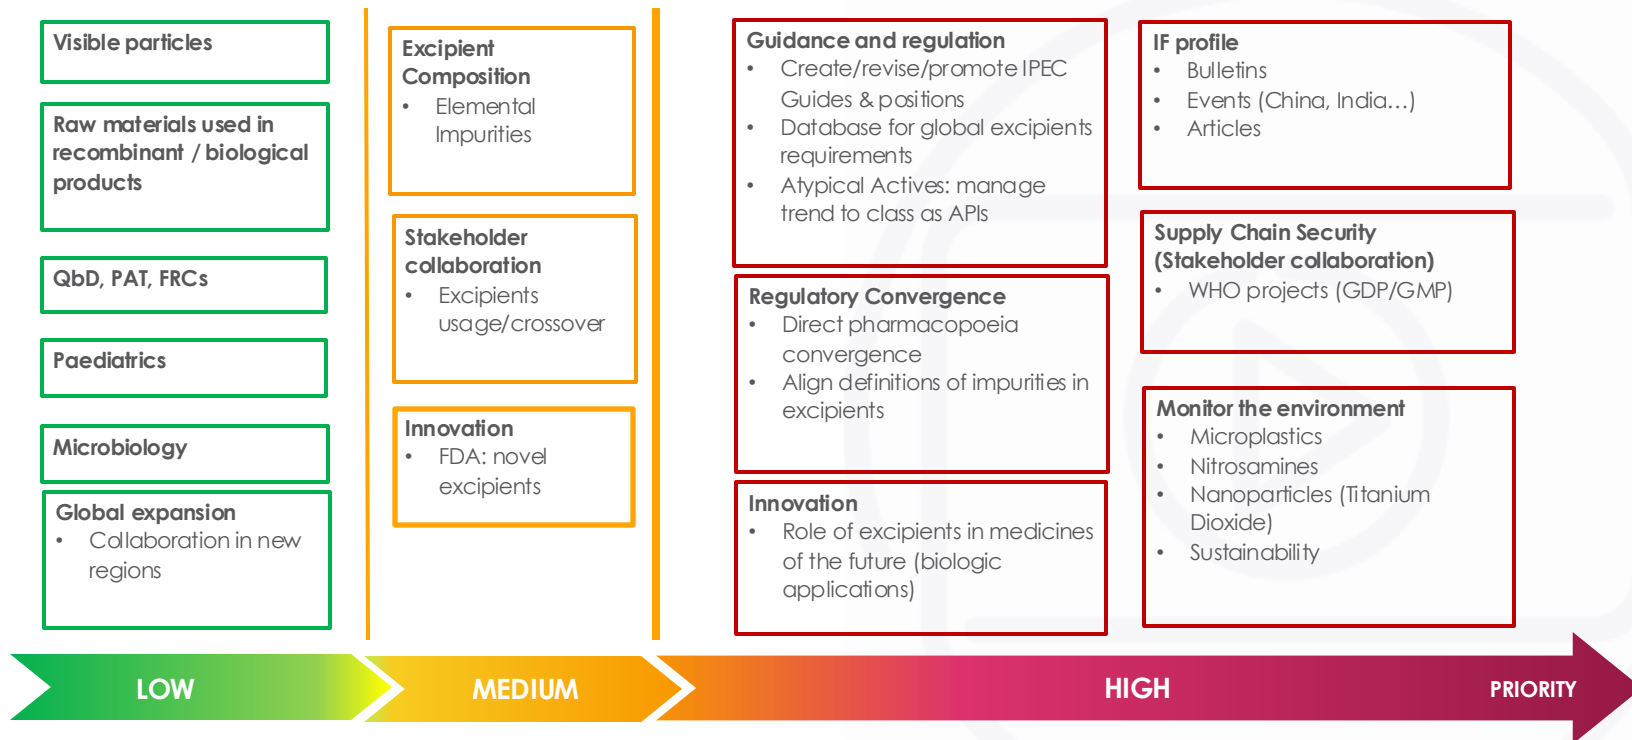 Visible particles
Raw materials used in
recombinant / biological
products
QbD, PAT, FRCs
Paediatrics
Microbiology
Global expansion
• Collaboration in new
regions
Excipient
Composition
• Elemental
Impurities
Stakeholder
collaboration
• Excipients
usage/crossover
Innovation
• FDA: novel
excipients
Guidance and regulation
• Create/revise/promote IPEC
Guides & positions
• Database for global excipients
requirements
• Atypical Actives: manage
trend to class as APIs
Regulatory Convergence
• Direct pharmacopoeia
convergence
• Align definitions of impurities in
excipients
Innovation
• Role of excipients in medicines
of the future (biologic
applications)
IF profile
• Bulletins
• Events (China, India…)
• Articles
Supply Chain Security
(Stakeholder collaboration)
• WHO projects (GDP/GMP)
Monitor the environment
• Microplastics
• Nitrosamines
• Nanoparticles (Titanium
Dioxide)
• Sustainability
LOW
MEDIUM
HIGH
PRIORITY